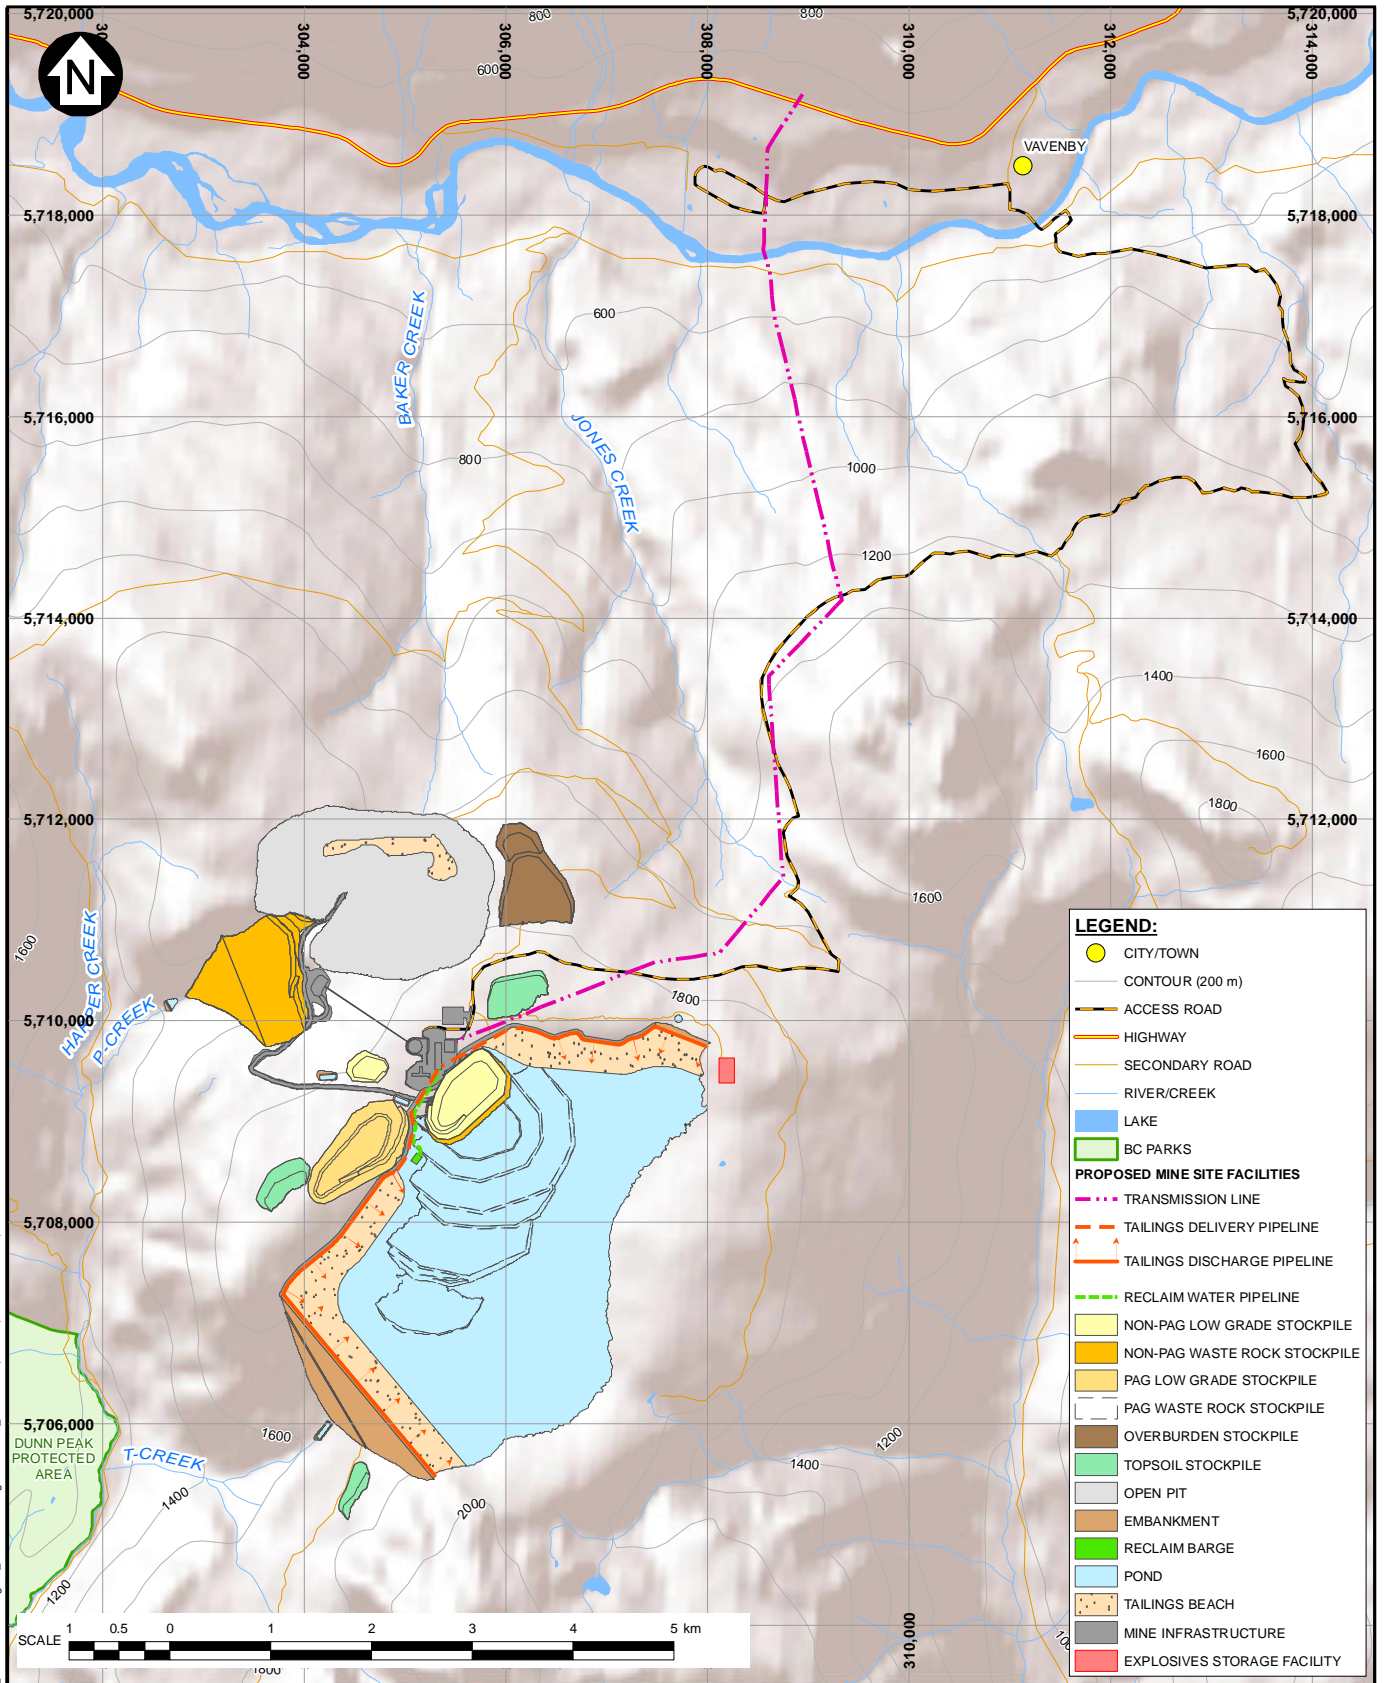 5,720,000
800
800
5,720,000
304,000
306,000
308,000
310,000
312,000
314,000
N
600
VAVENBY
5,718,000
5,718,000
BAKER CREEK
600
5,716,000
JONES CREEK
5,716,000
800
1000
1200
5,714,000
5,714,000
1400
1600
1800
5,712,000
5,712,000
1600
1600
HARPER CREEK
P-CREEK
1800
5,710,000
5,708,000
5,706,000
DUNN PEAK
PROTECTED
AREA
T-CREEK
1600
1400
2000
1200
1400
1200
1800
310,000
LEGEND:
CITY/TOWN
CONTOUR (200 m)
ACCESS ROAD
HIGHWAY
SECONDARY ROAD
RIVER/CREEK
LAKE
BC PARKS
PROPOSED MINE SITE FACILITIES
TRANSMISSION LINE
TAILINGS DELIVERY PIPELINE
TAILINGS DISCHARGE PIPELINE
RECLAIM WATER PIPELINE
NON-PAG LOW GRADE STOCKPILE
NON-PAG WASTE ROCK STOCKPILE
PAG LOW GRADE STOCKPILE
PAG WASTE ROCK STOCKPILE
OVERBURDEN STOCKPILE
TOPSOIL STOCKPILE
OPEN PIT
EMBANKMENT
RECLAIM BARGE
POND
TAILINGS BEACH
MINE INFRASTRUCTURE
EXPLOSIVES STORAGE FACILITY
SCALE
1 0.5 0 1 2 3 4 5 km